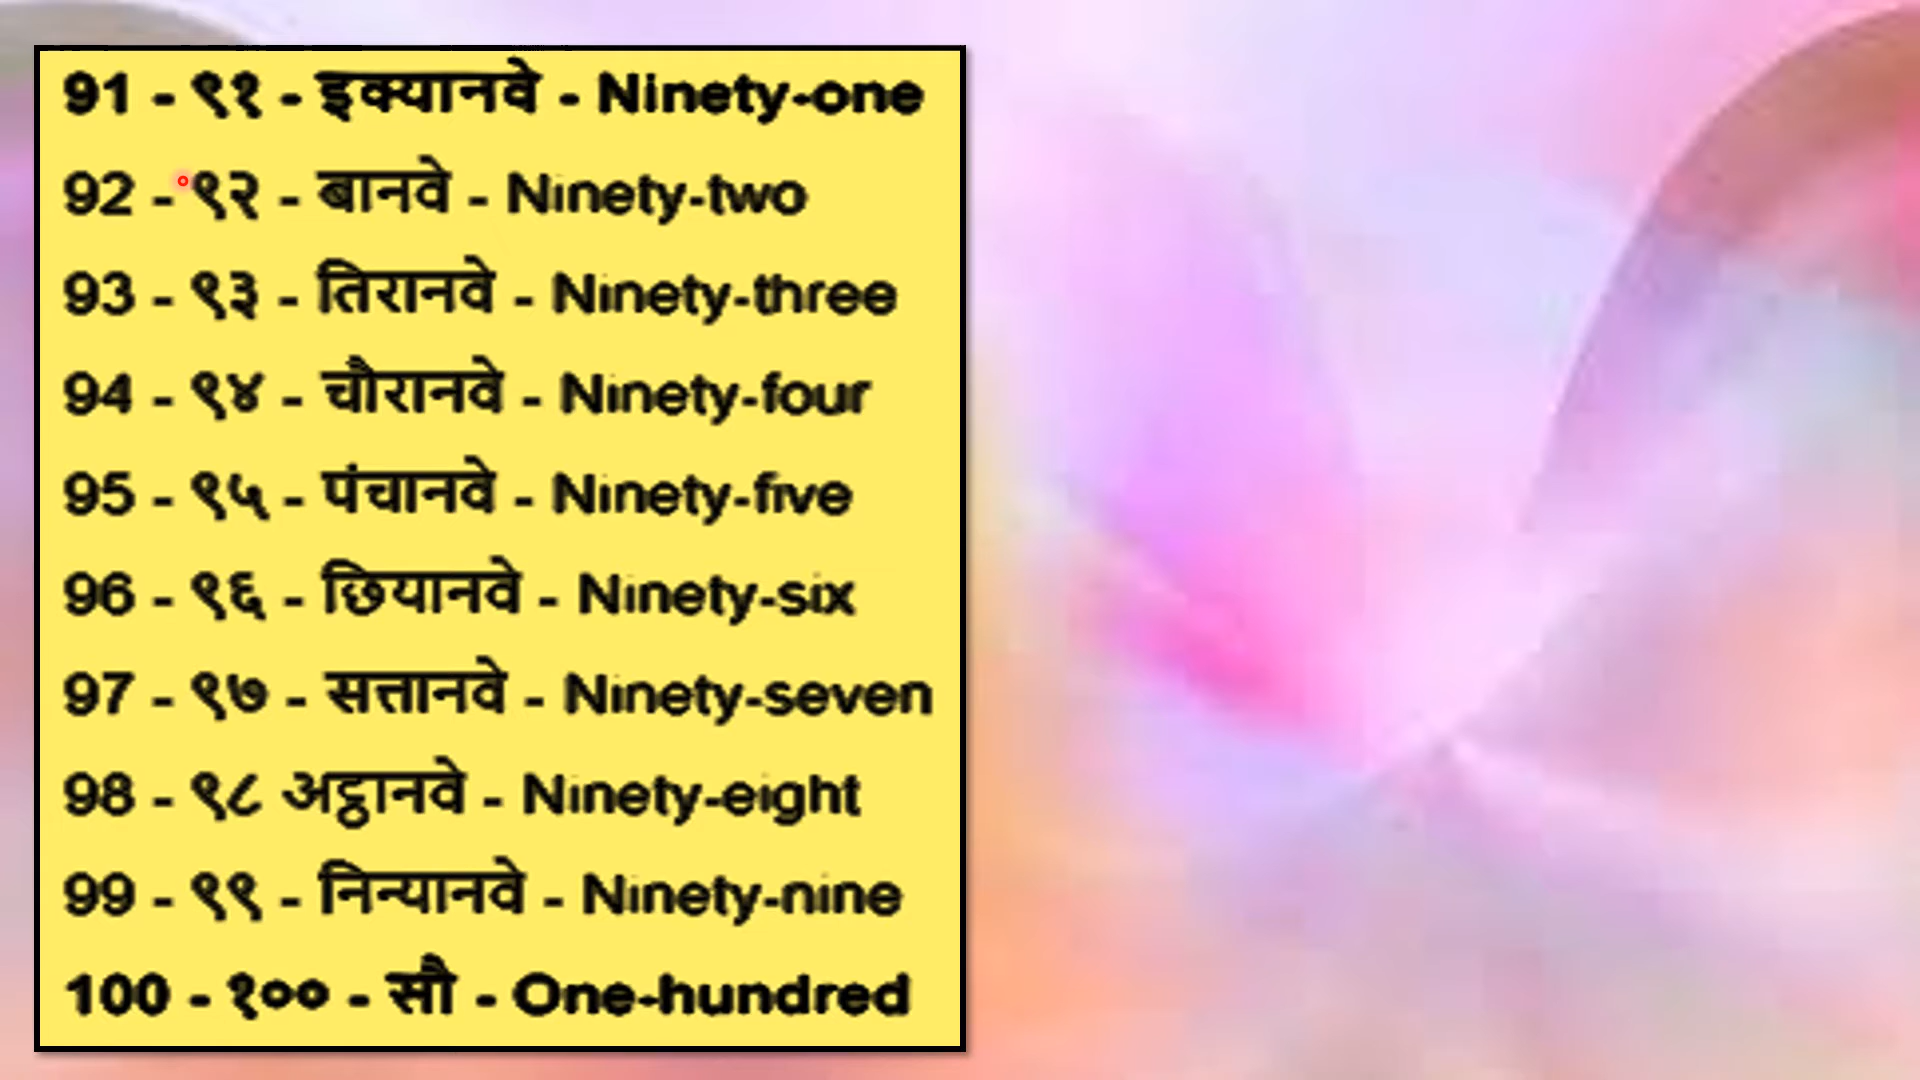 91 - ९१ - इक्यानवे - Ninety-one
92 - ९२ - बानवे - Ninety-two
93 - ९३ - तिरानवे - Ninety-three
94 - ९४ - चौरानवे - Ninety-four
95 - ९५ - पंचानवे - Ninety-five
96 - ९६ - छियानवे - Ninety-six
97 - ९७ - सत्तानवे - Ninety-seven
98 - ९८ अट्ठानवे - Ninety-eight
99 - ९९ - निन्यानवे - Ninety-nine
100 - १०० - सौ - One-hundred